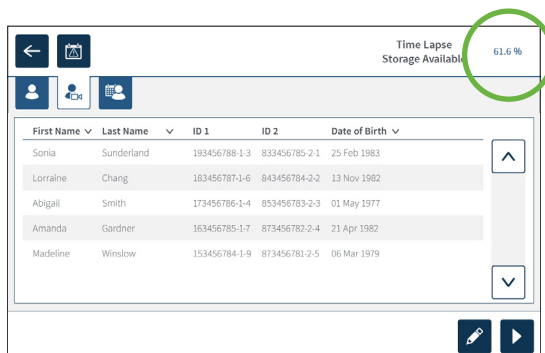 Time Lapse
Storage Available
61.6 %
First Name Last Name ID 1 ID 2 Date of Birth
Sonia Sunderland 193456788-1-3 833456785-2-1 25 Feb 1983
Lorraine Chang 183456787-1-6 843456784-2-2 13 Nov 1982
Abigail Smith 173456786-1-4 853456783-2-3 01 May 1977
Amanda Gardner 163456785-1-7 873456782-2-4 21 Apr 1982
Madeline Winslow 153456784-1-9 873456781-2-5 06 Mar 1979